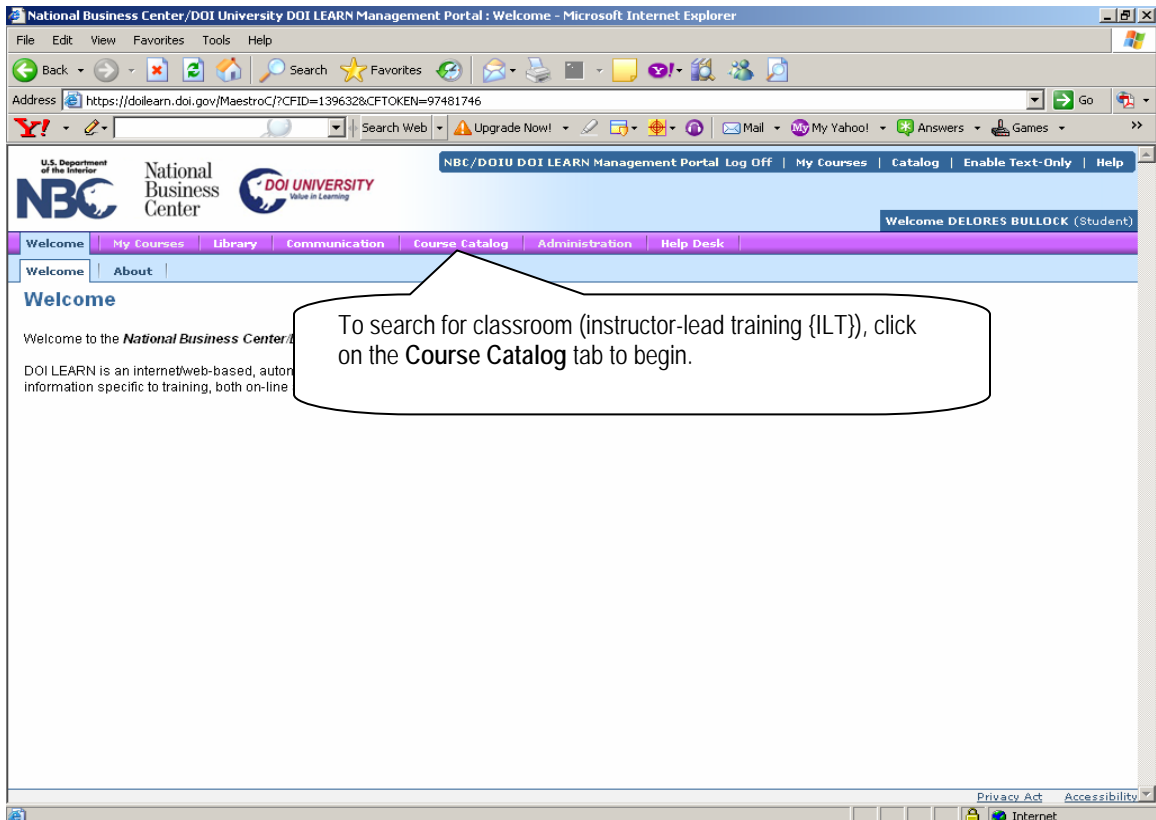 National Business Center/DOI University DOI LEARN Management Portal : Welcome - Microsoft Internet Explorer
File Edit View Favorites Tools Help
Back Search Favorites
Address https://doilearn.doi.gov/MaestroC/?CFID=139632&CFTOKEN=97481746 Go
Y! Search Web Upgrade Now! Mail My My Yahoo! Answers Games >>
U.S. Department
of the Interior
NBC
National
Business
Center
DOI UNIVERSITY
Value in Learning
NBC/DOIU DOI LEARN Management Portal Log Off | My Courses | Catalog | Enable Text-Only | Help
Welcome DELORES BULLOCK (Student)
Welcome My Courses Library Communication Course Catalog Administration Help Desk
Welcome About
Welcome
Welcome to the National Business Center/
To search for classroom (instructor-lead training {ILT}), click
on the Course Catalog tab to begin.
DOI LEARN is an internet/web-based,
information specific to training, both on-line
Privacy Act Accessibility
Internet